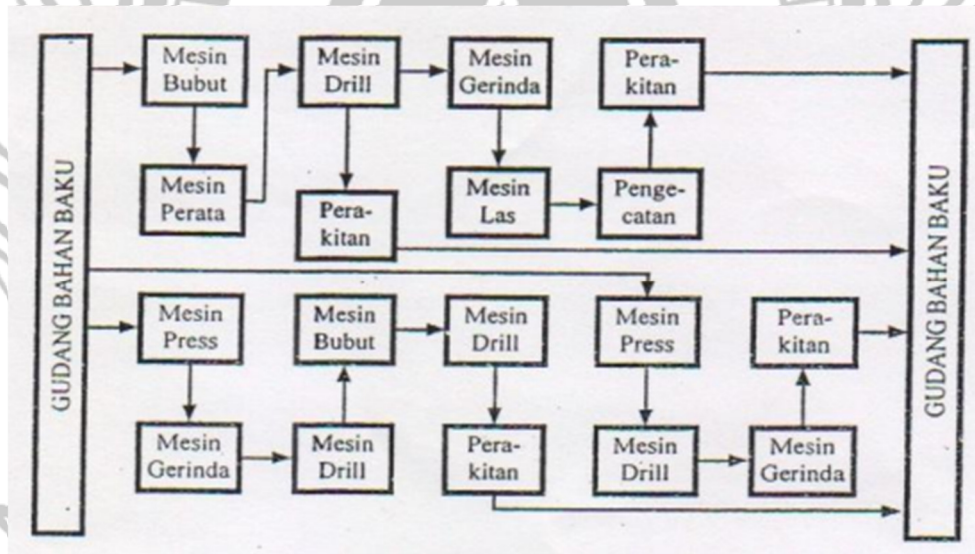 GUDANG BAHAN BAKU
Mesin
Bubut
Mesin
Drill
Mesin
Gerinda
Pera-
kitan
Mesin
Perata
Pera-
kitan
Mesin
Las
Penge-
catan
Mesin
Press
Mesin
Bubut
Mesin
Drill
Mesin
Press
Pera-
kitan
Mesin
Gerinda
Mesin
Drill
Pera-
kitan
Mesin
Drill
Mesin
Gerinda
GUDANG BAHAN BAKU